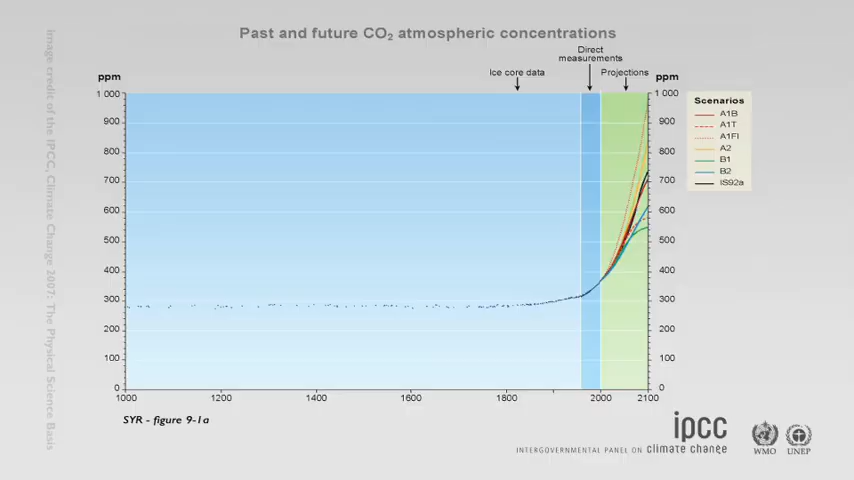 Past and future CO₂ atmospheric concentrations
Direct
measurements
Ice core data
Projections
ppm
ppm
1 000
900
800
700
600
500
400
300
200
100
0
1 000
900
800
700
600
500
400
300
200
100
0
1000
1200
1400
1600
1800
2000
2100
Scenarios
A1B
A1T
A1FI
A2
B1
B2
IS92a
SYR - figure 9-1a
image credit of the IPCC, Climate Change 2007: The Physical Science Basis
ipcc
INTERGOVERNMENTAL PANEL ON climate change
WMO
UNEP